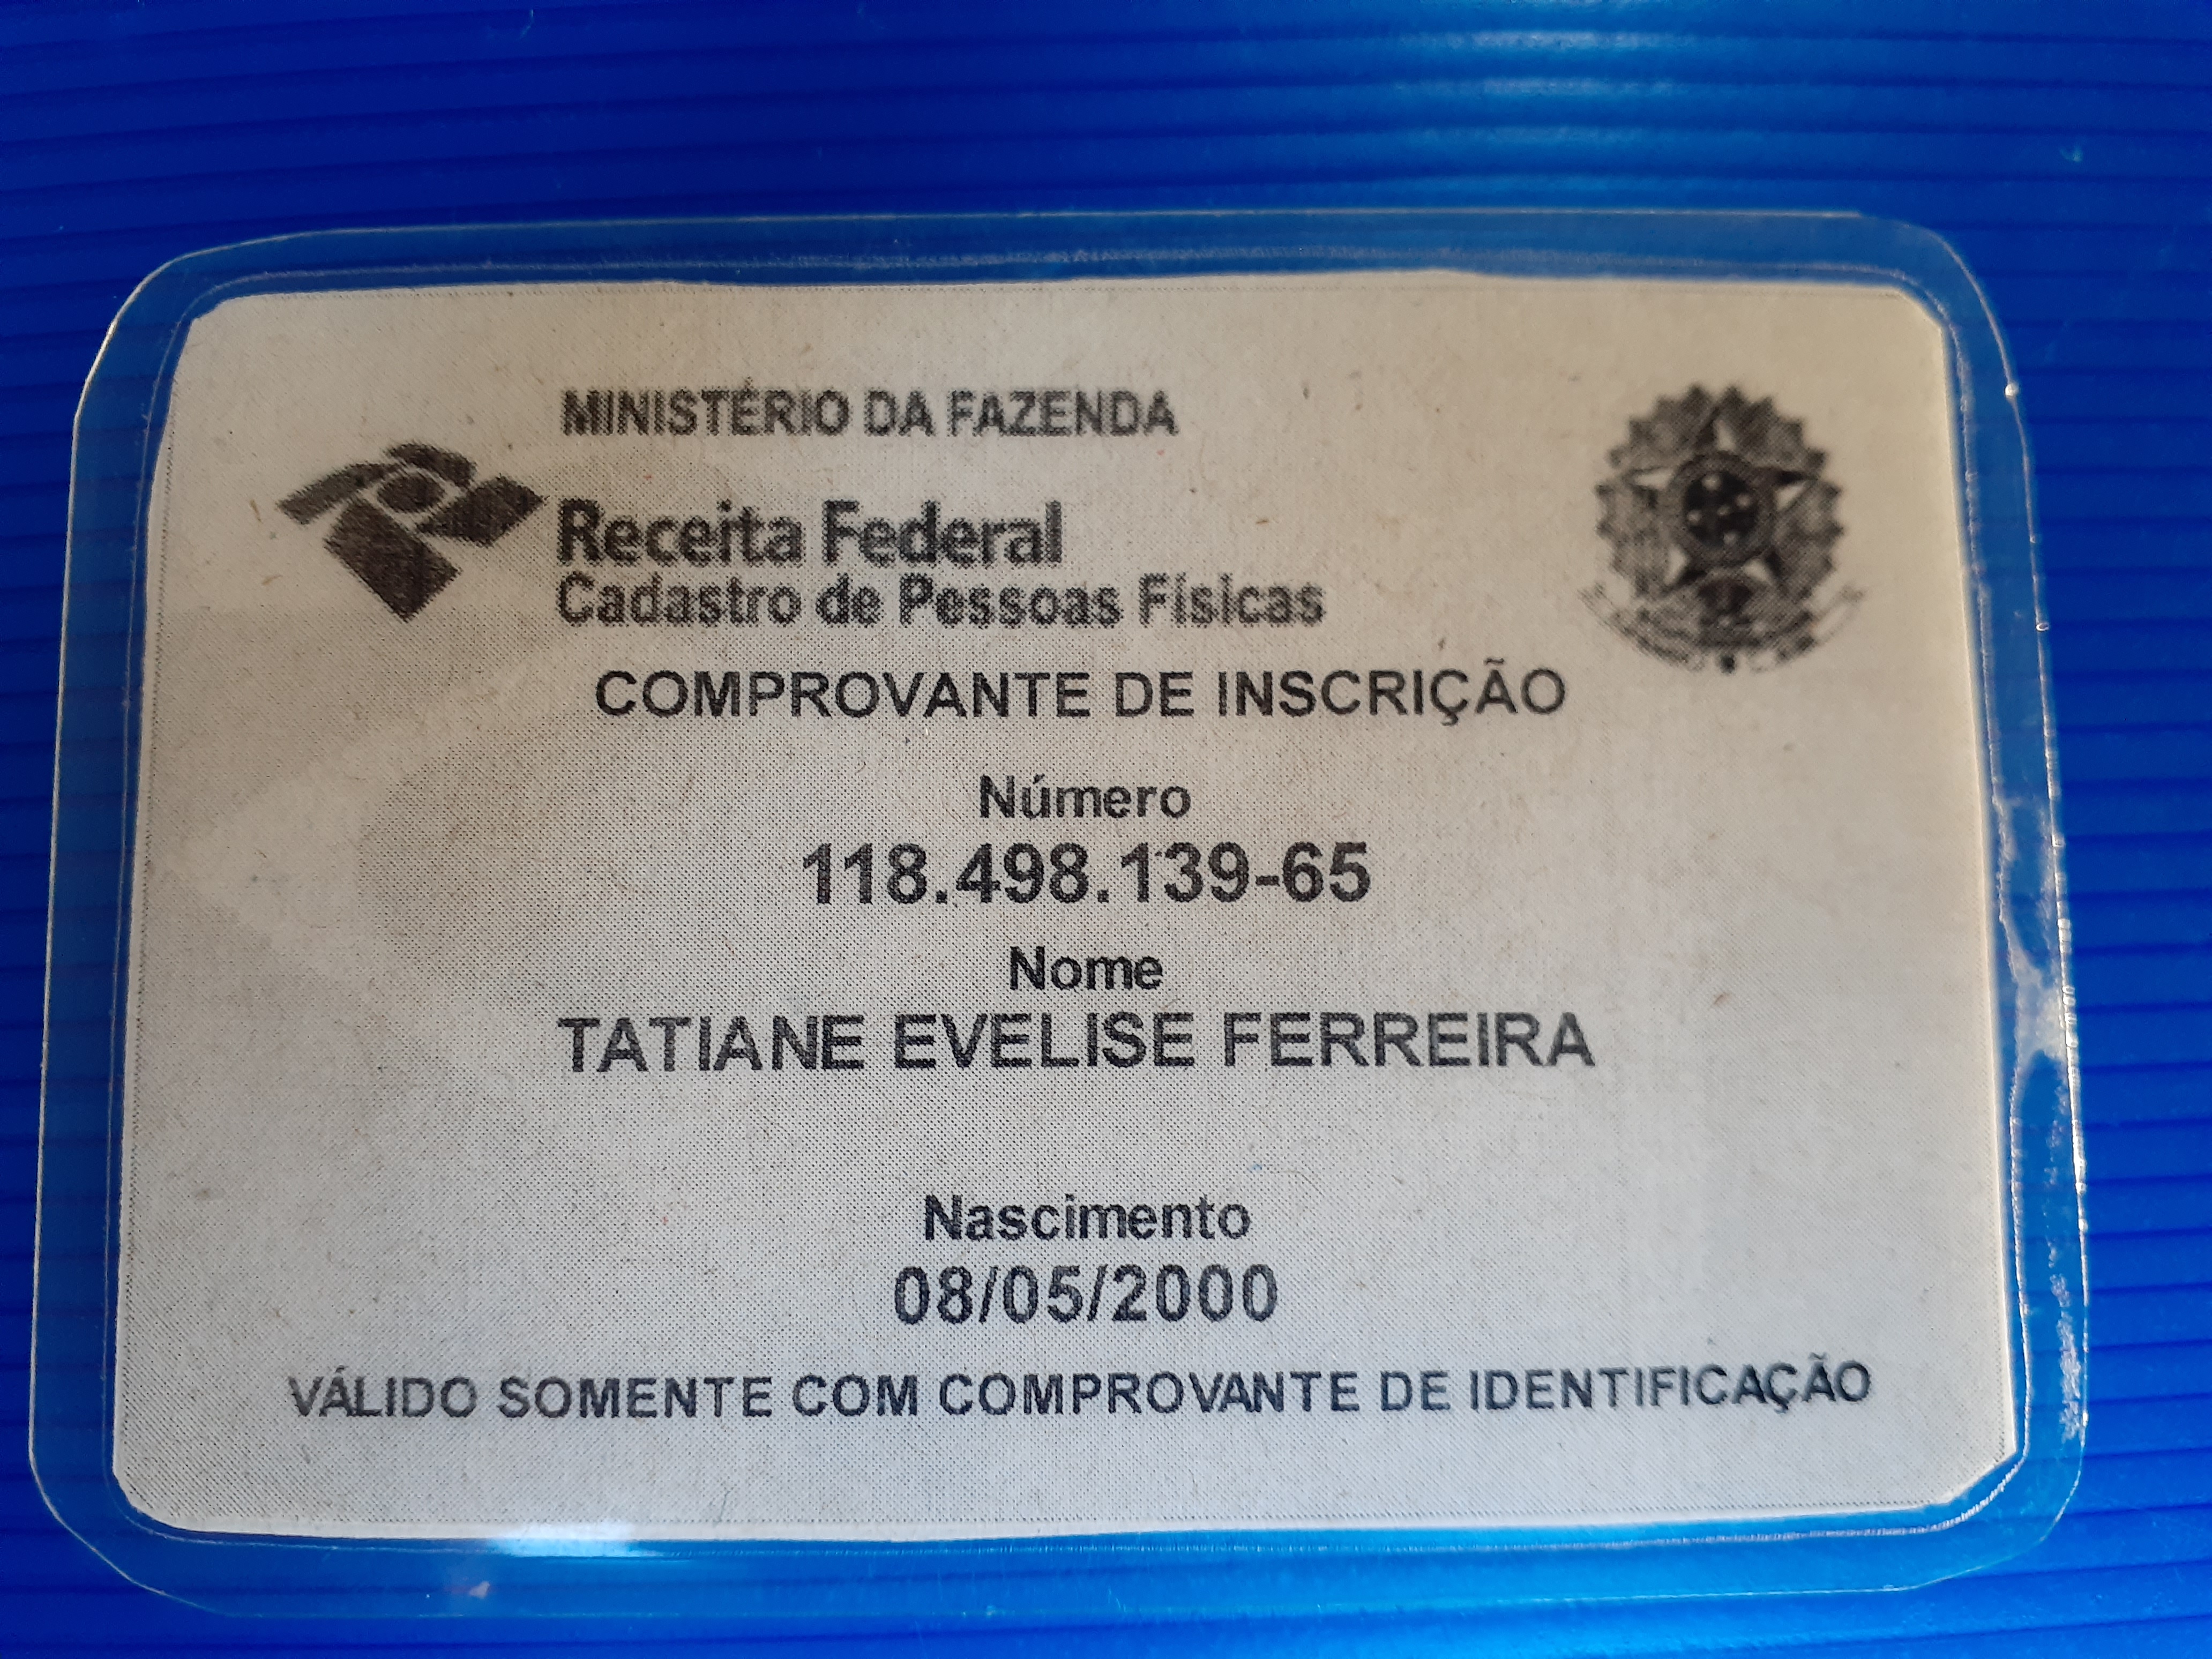 MINISTÉRIO DA FAZENDA
Receita Federal
Cadastro de Pessoas Físicas
COMPROVANTE DE INSCRIÇÃO
Número
118.498.139-65
Nome
TATIANE EVELISE FERREIRA
Nascimento
08/05/2000
VÁLIDO SOMENTE COM COMPROVANTE DE IDENTIFICAÇÃO